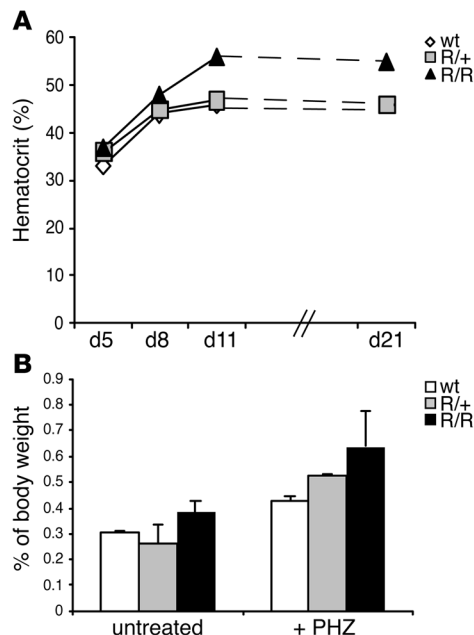 A
60
50
40
30
20
10
0
Hematocrit (%)
wt
R/+
R/R
d5 d8 d11 // d21
B
0.9
0.8
0.7
0.6
0.5
0.4
0.3
0.2
0.1
0
% of body weight
wt
R/+
R/R
untreated + PHZ